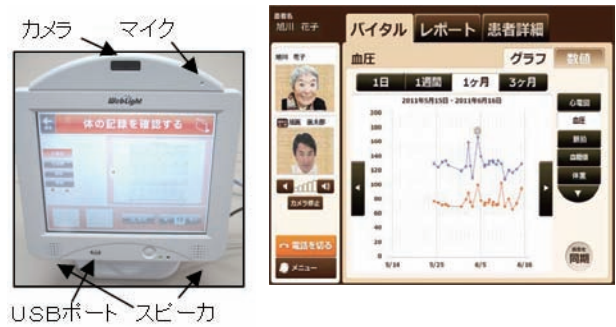 カメラ
マイク
WebLight
体の記録を確認する
USBポート
スピーカ
患者名
旭川 花子
バイタル
レポート
患者詳細
旭川 花子
血圧
グラフ
数値
1日
1週間
1ヶ月
3ヶ月
2011年5月15日 - 2011年6月16日
心電図
血圧
脈拍
血糖値
体重
200
180
160
140
120
100
80
60
40
20
0
5/14
5/25
6/5
6/16
カメラ停止
電話を切る
メニュー
同期